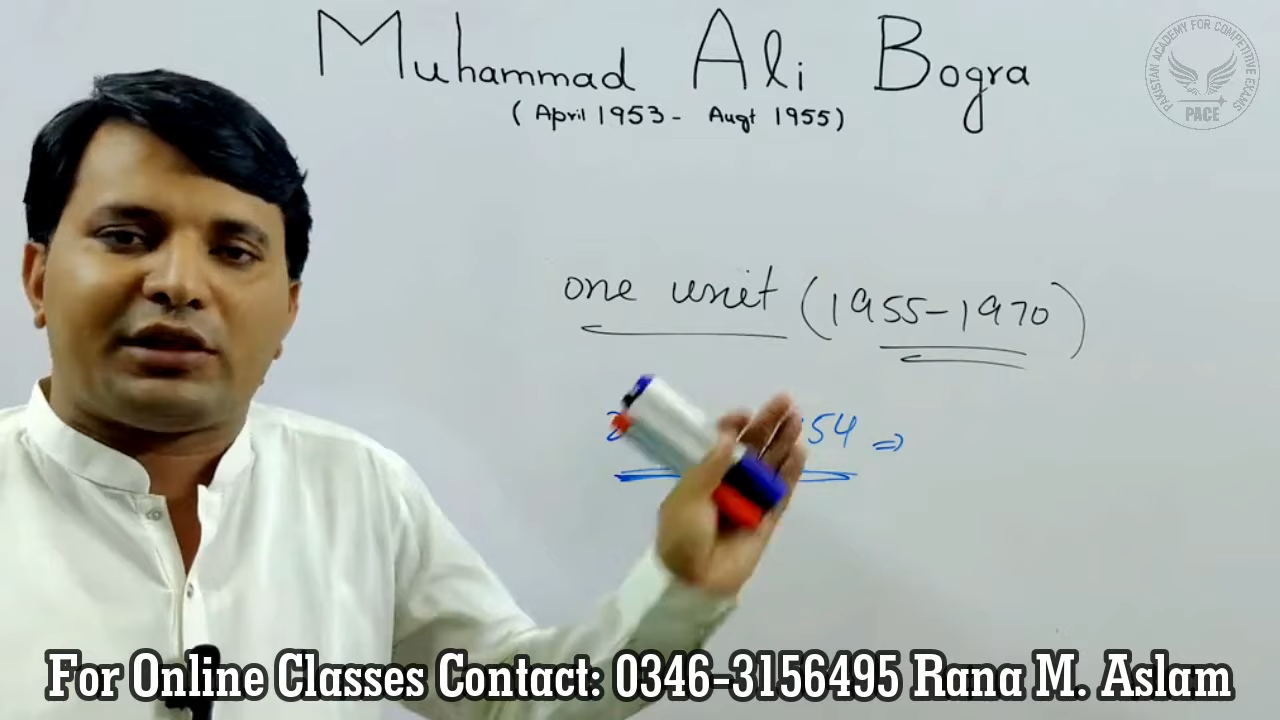 Muhammad Ali Bogra
(April 1953 - Augt 1955)
PAKISTAN ACADEMY FOR COMPETITIVE EXAMS
PACE
one unit (1955-1970)
54 ⇒
For Online Classes Contact: 0346-3156495 Rana M. Aslam